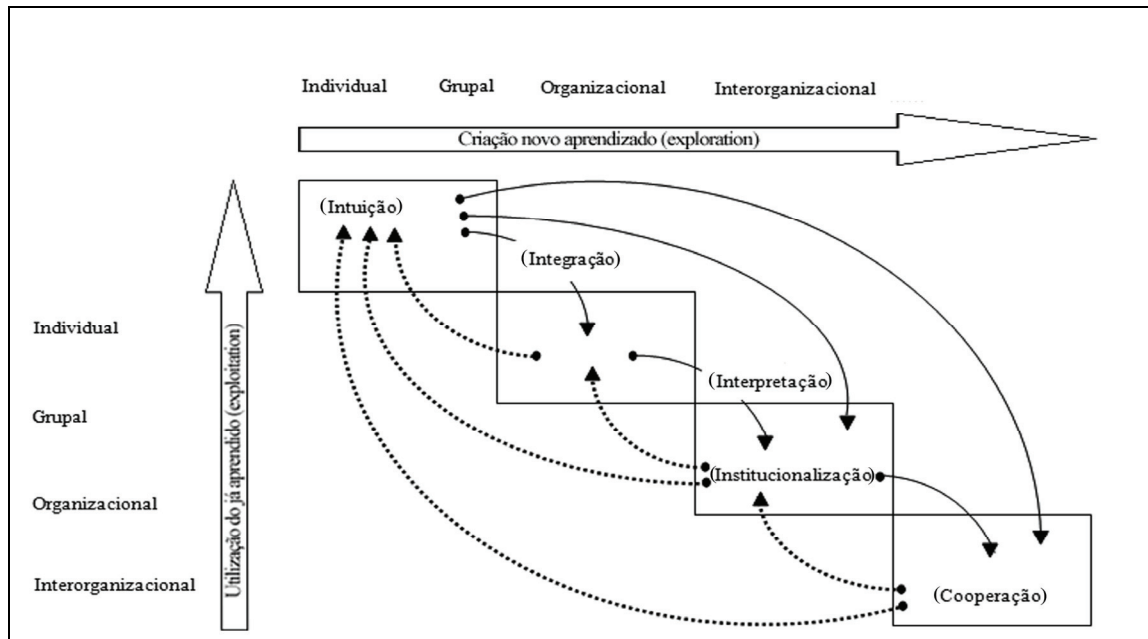 Individual Grupal Organizacional Interorganizacional
Criação novo aprendizado (exploration)
(Intuição)
(Integração)
Individual
(Interpretação)
Grupal
(Institucionalização)
Organizacional
Interorganizacional
(Cooperação)
Utilização do já aprendido (exploitation)